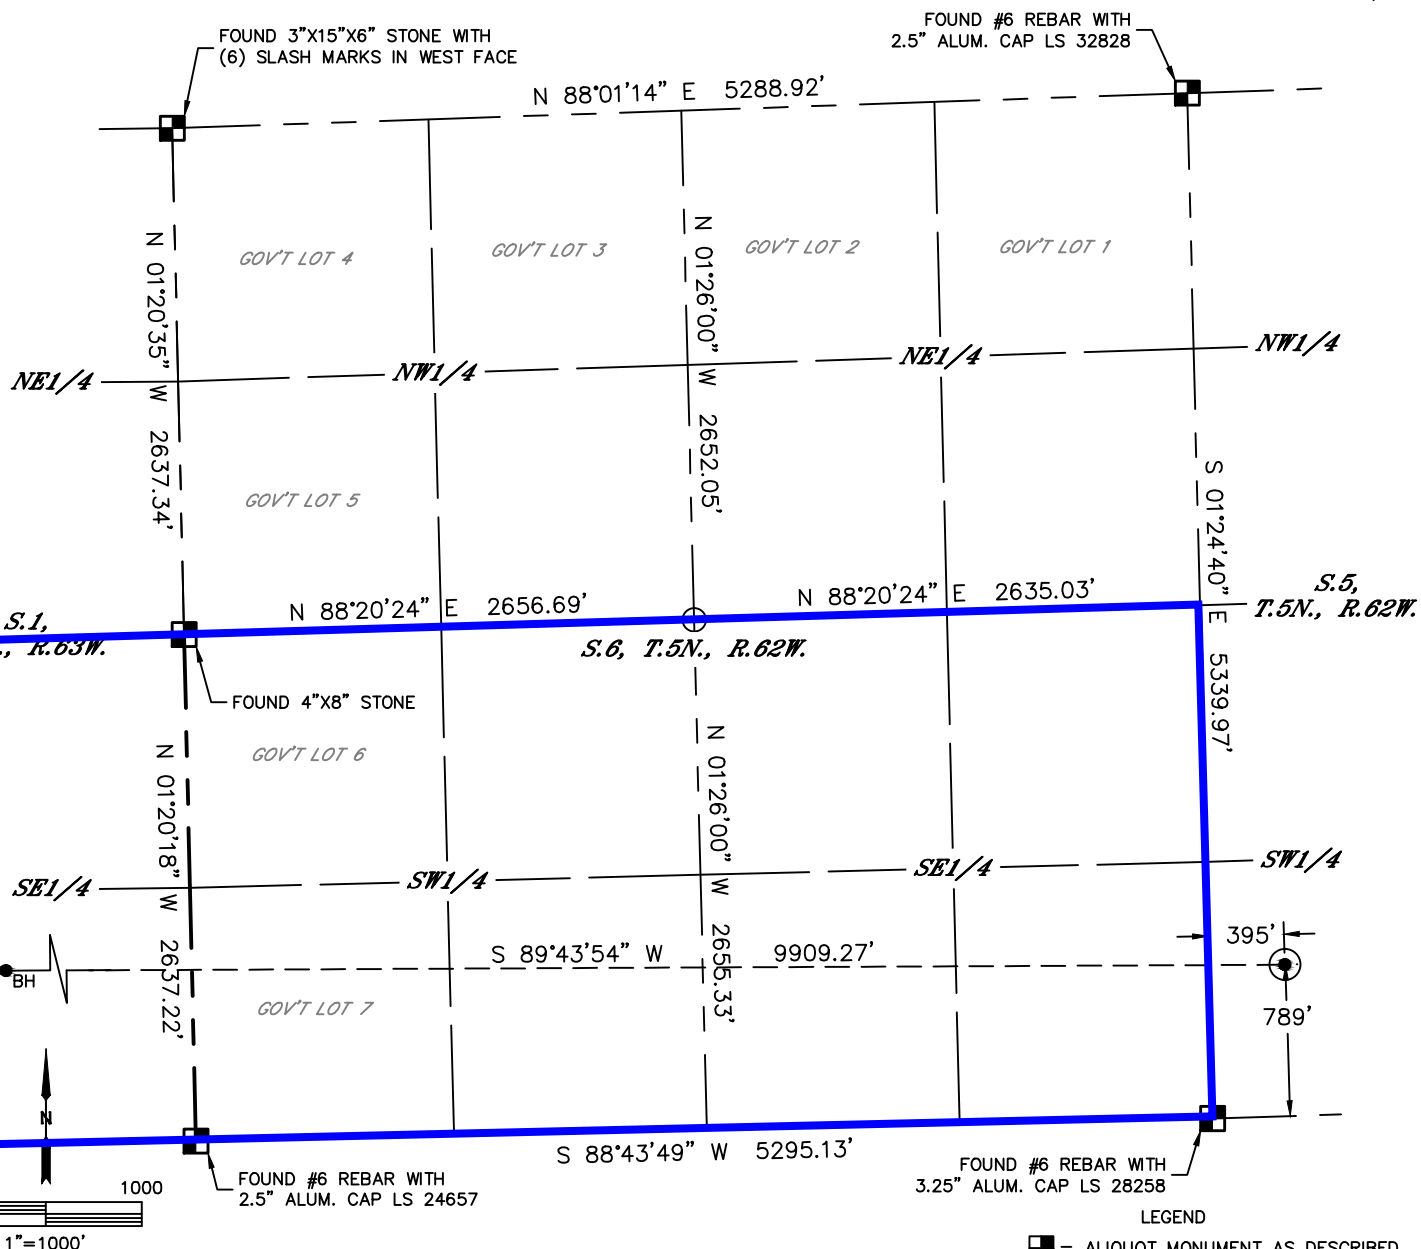 FOUND 3"X15"X6" STONE WITH
(6) SLASH MARKS IN WEST FACE
FOUND #6 REBAR WITH
2.5" ALUM. CAP LS 32828
N 88°01'14" E 5288.92'
N 01°20'35" W 2637.34'
GOV'T LOT 4
GOV'T LOT 3
N 01°26'00" W 2652.05'
GOV'T LOT 2
GOV'T LOT 1
NE1/4
NW1/4
NE1/4
NW1/4
GOV'T LOT 5
S 01°24'40" E 5339.97'
N 88°20'24" E 2656.69'
N 88°20'24" E 2635.03'
S.1,
., R.63W.
S.6, T.5N., R.62W.
S.5,
T.5N., R.62W.
FOUND 4"X8" STONE
GOV'T LOT 6
N 01°20'18" W 2637.22'
N 01°26'00" W 2655.33'
SE1/4
SW1/4
SE1/4
SW1/4
S 89°43'54" W 9909.27'
395'
BH
GOV'T LOT 7
789'
N
S 88°43'49" W 5295.13'
FOUND #6 REBAR WITH
2.5" ALUM. CAP LS 24657
FOUND #6 REBAR WITH
3.25" ALUM. CAP LS 28258
1000
1"=1000'
LEGEND
= ALIQUOT MONUMENT AS DESCRIBED